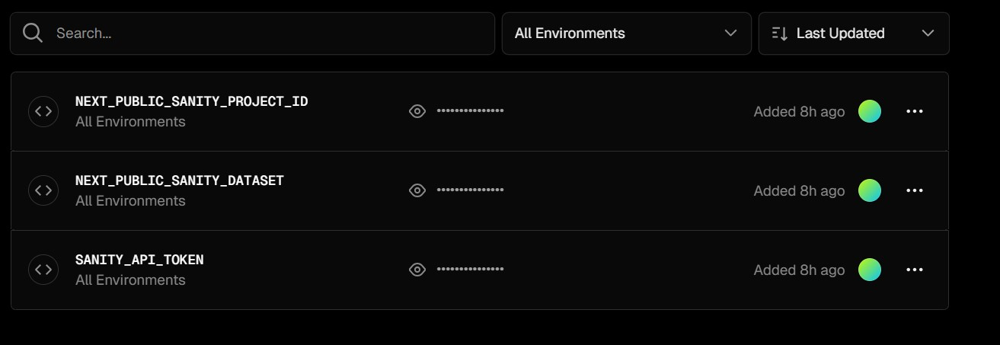 Search...
All Environments
Last Updated
NEXT_PUBLIC_SANITY_PROJECT_ID
All Environments
•••••••••••••••
Added 8h ago
NEXT_PUBLIC_SANITY_DATASET
All Environments
•••••••••••••••
Added 8h ago
SANITY_API_TOKEN
All Environments
•••••••••••••••
Added 8h ago